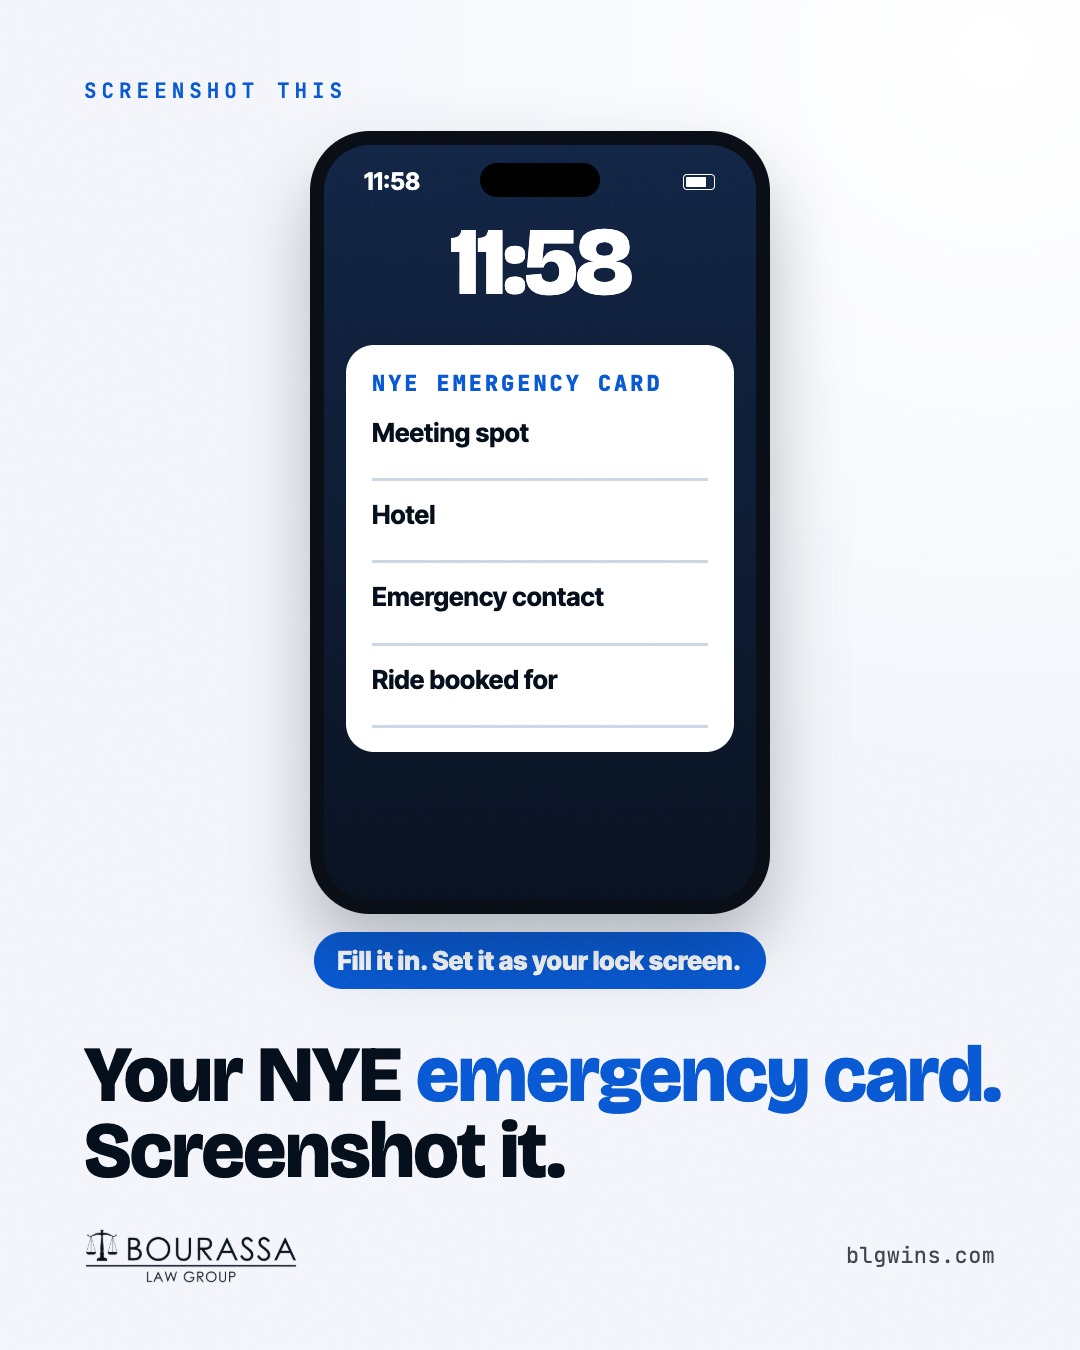 SCREENSHOT THIS
11:58
11:58
NYE EMERGENCY CARD
Meeting spot
Hotel
Emergency contact
Ride booked for
Fill it in. Set it as your lock screen.
Your NYE emergency card.
Screenshot it.
BOURASSA
LAW GROUP
blgwins.com